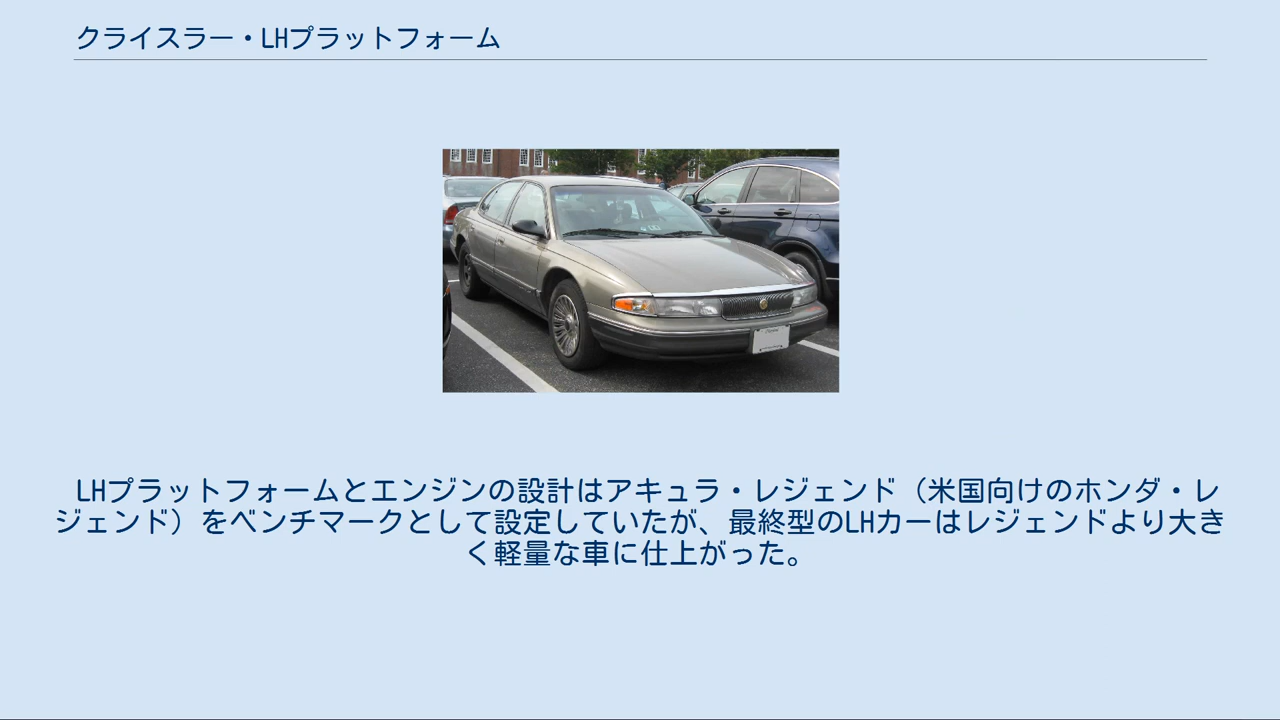 クライスラー・LHプラットフォーム
LHプラットフォームとエンジンの設計はアキュラ・レジェンド（米国向けのホンダ・レ
ジェンド）をベンチマークとして設定していたが、最終型のLHカーはレジェンドより大き
く軽量な車に仕上がった。